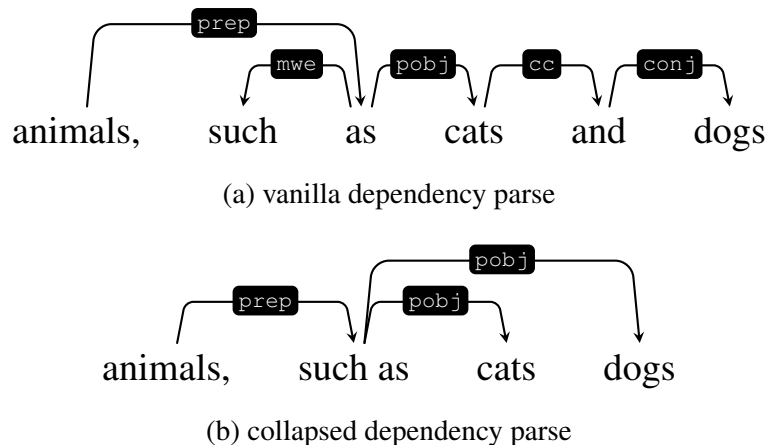 prep
mwe pobj cc conj
animals, such as cats and dogs
(a) vanilla dependency parse
pobj
prep pobj
animals, such as cats dogs
(b) collapsed dependency parse